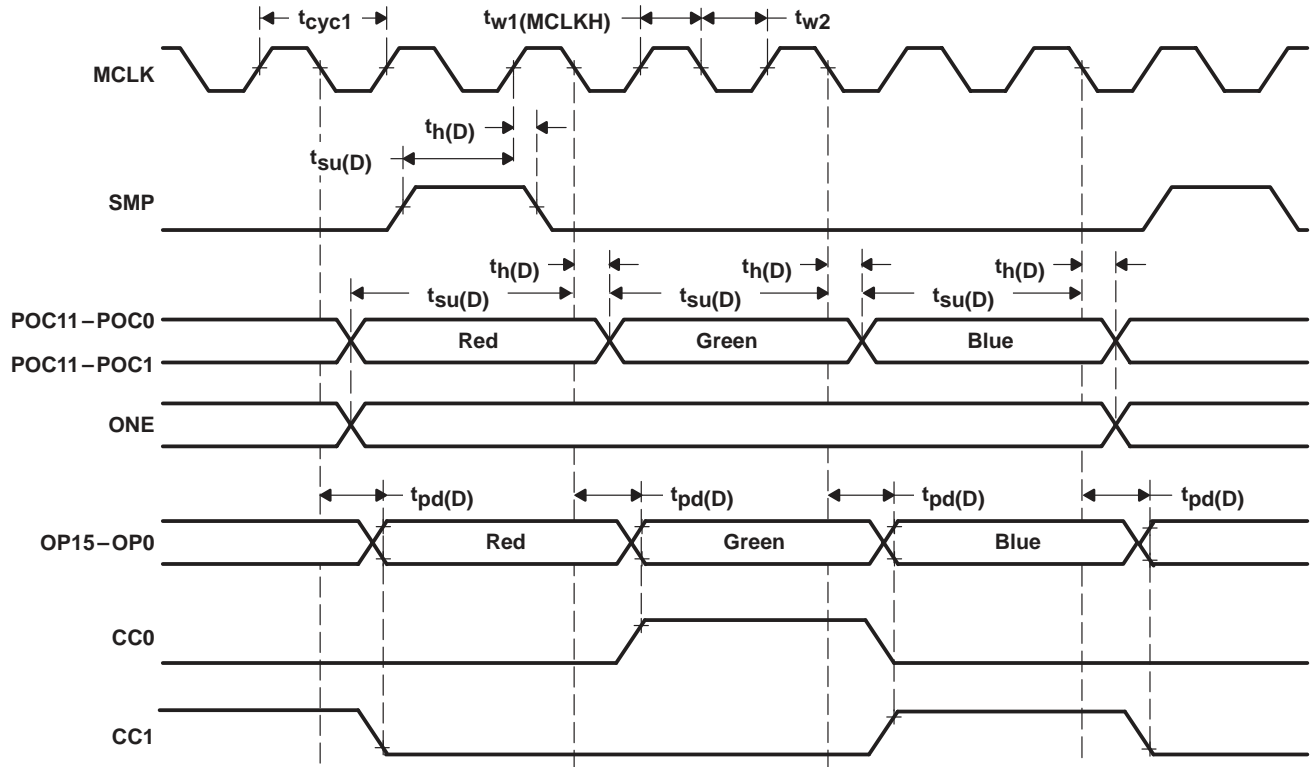 tcyc1 tw1(MCLKH) tw2
MCLK
th(D)
tsu(D)
SMP
th(D) th(D) th(D)
tsu(D) tsu(D) tsu(D)
POC11–POC0
Red Green Blue
POC11–POC1
ONE
tpd(D) tpd(D) tpd(D) tpd(D)
OP15–OP0 Red Green Blue
CC0
CC1